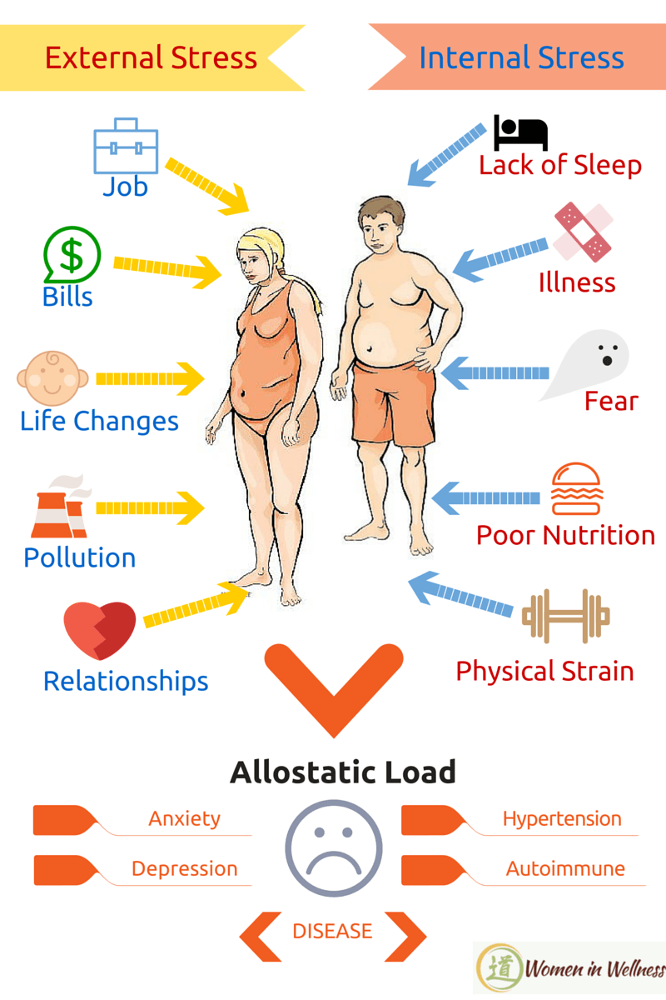 External Stress
Internal Stress
Job
Lack of Sleep
Bills
Illness
Life Changes
Fear
Pollution
Poor Nutrition
Relationships
Physical Strain
Allostatic Load
Anxiety
Hypertension
Depression
Autoimmune
DISEASE
道
Women in Wellness